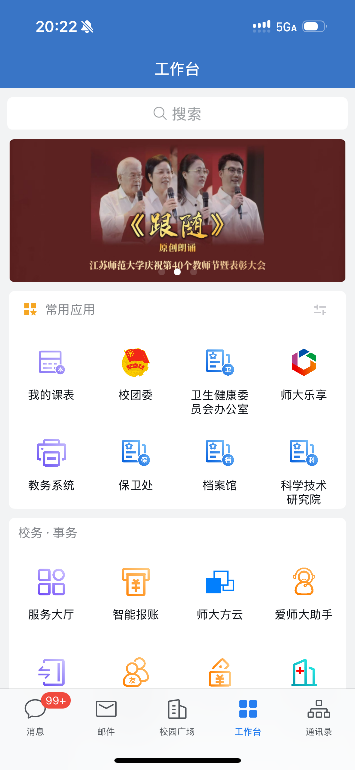 20:22
5GA
工作台
搜索
《跟随》
原创朗诵
江苏师范大学庆祝第40个教师节暨表彰大会
常用应用
我的课表
校团委
卫
卫生健康委
员会办公室
师大乐享
教务系统
保
保卫处
档案馆
科
科学技术
研究院
校务·事务
服务大厅
智能报账
师大方云
爱师大助手
99+
消息
邮件
校园广场
工作台
通讯录